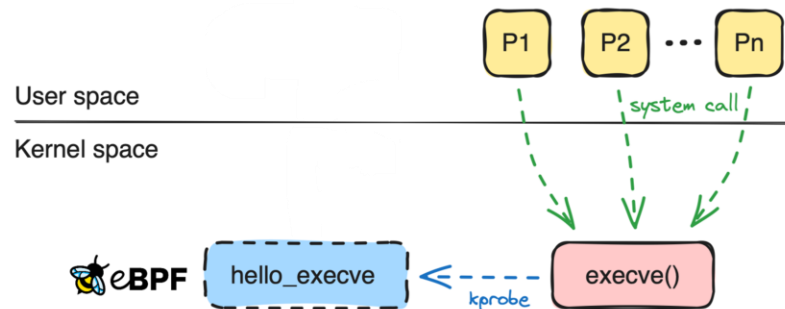 P1 P2 ... Pn
User space
system call
Kernel space
eBPF hello_execve execve()
kprobe